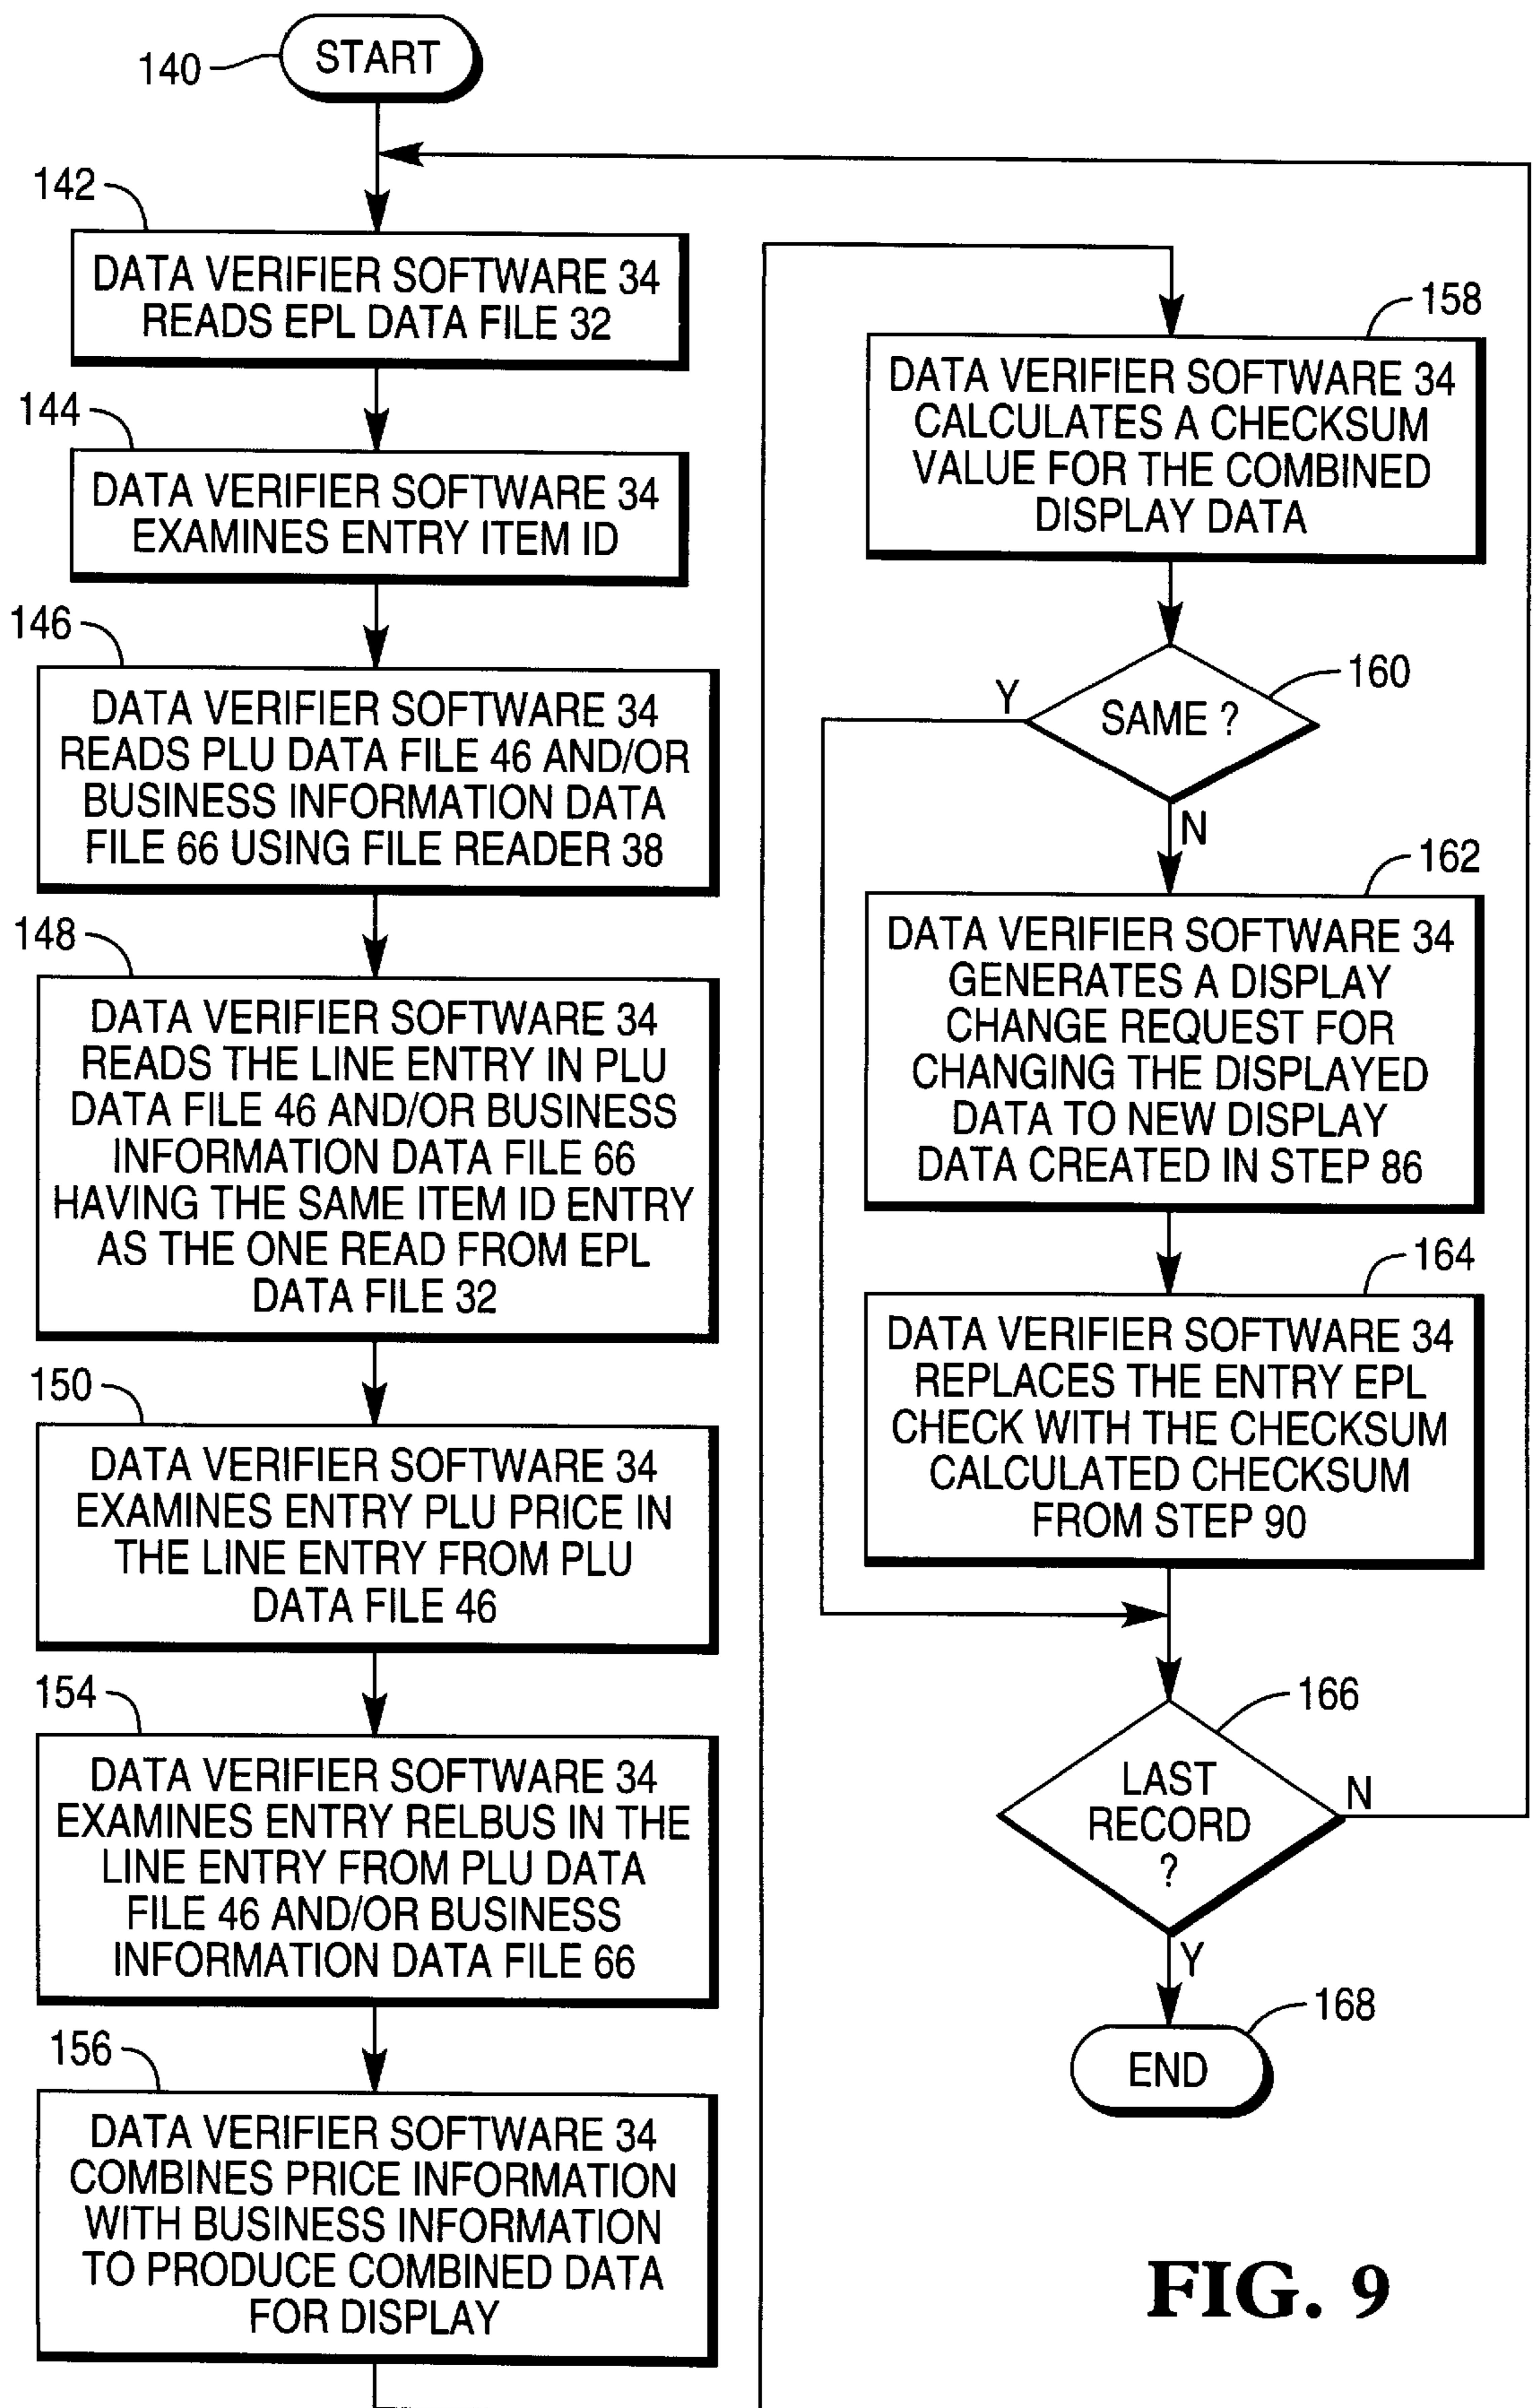 140
START
142
DATA VERIFIER SOFTWARE 34
READS EPL DATA FILE 32
144
DATA VERIFIER SOFTWARE 34
EXAMINES ENTRY ITEM ID
146
DATA VERIFIER SOFTWARE 34
READS PLU DATA FILE 46 AND/OR
BUSINESS INFORMATION DATA
FILE 66 USING FILE READER 38
148
DATA VERIFIER SOFTWARE 34
READS THE LINE ENTRY IN PLU
DATA FILE 46 AND/OR BUSINESS
INFORMATION DATA FILE 66
HAVING THE SAME ITEM ID ENTRY
AS THE ONE READ FROM EPL
DATA FILE 32
150
DATA VERIFIER SOFTWARE 34
EXAMINES ENTRY PLU PRICE IN
THE LINE ENTRY FROM PLU
DATA FILE 46
154
DATA VERIFIER SOFTWARE 34
EXAMINES ENTRY RELBUS IN THE
LINE ENTRY FROM PLU DATA
FILE 46 AND/OR BUSINESS
INFORMATION DATA FILE 66
156
DATA VERIFIER SOFTWARE 34
COMBINES PRICE INFORMATION
WITH BUSINESS INFORMATION
TO PRODUCE COMBINED DATA
FOR DISPLAY
158
DATA VERIFIER SOFTWARE 34
CALCULATES A CHECKSUM
VALUE FOR THE COMBINED
DISPLAY DATA
160
Y
SAME ?
N
162
DATA VERIFIER SOFTWARE 34
GENERATES A DISPLAY
CHANGE REQUEST FOR
CHANGING THE DISPLAYED
DATA TO NEW DISPLAY
DATA CREATED IN STEP 86
164
DATA VERIFIER SOFTWARE 34
REPLACES THE ENTRY EPL
CHECK WITH THE CHECKSUM
CALCULATED CHECKSUM
FROM STEP 90
166
LAST
RECORD
?
N
Y
168
END
FIG. 9